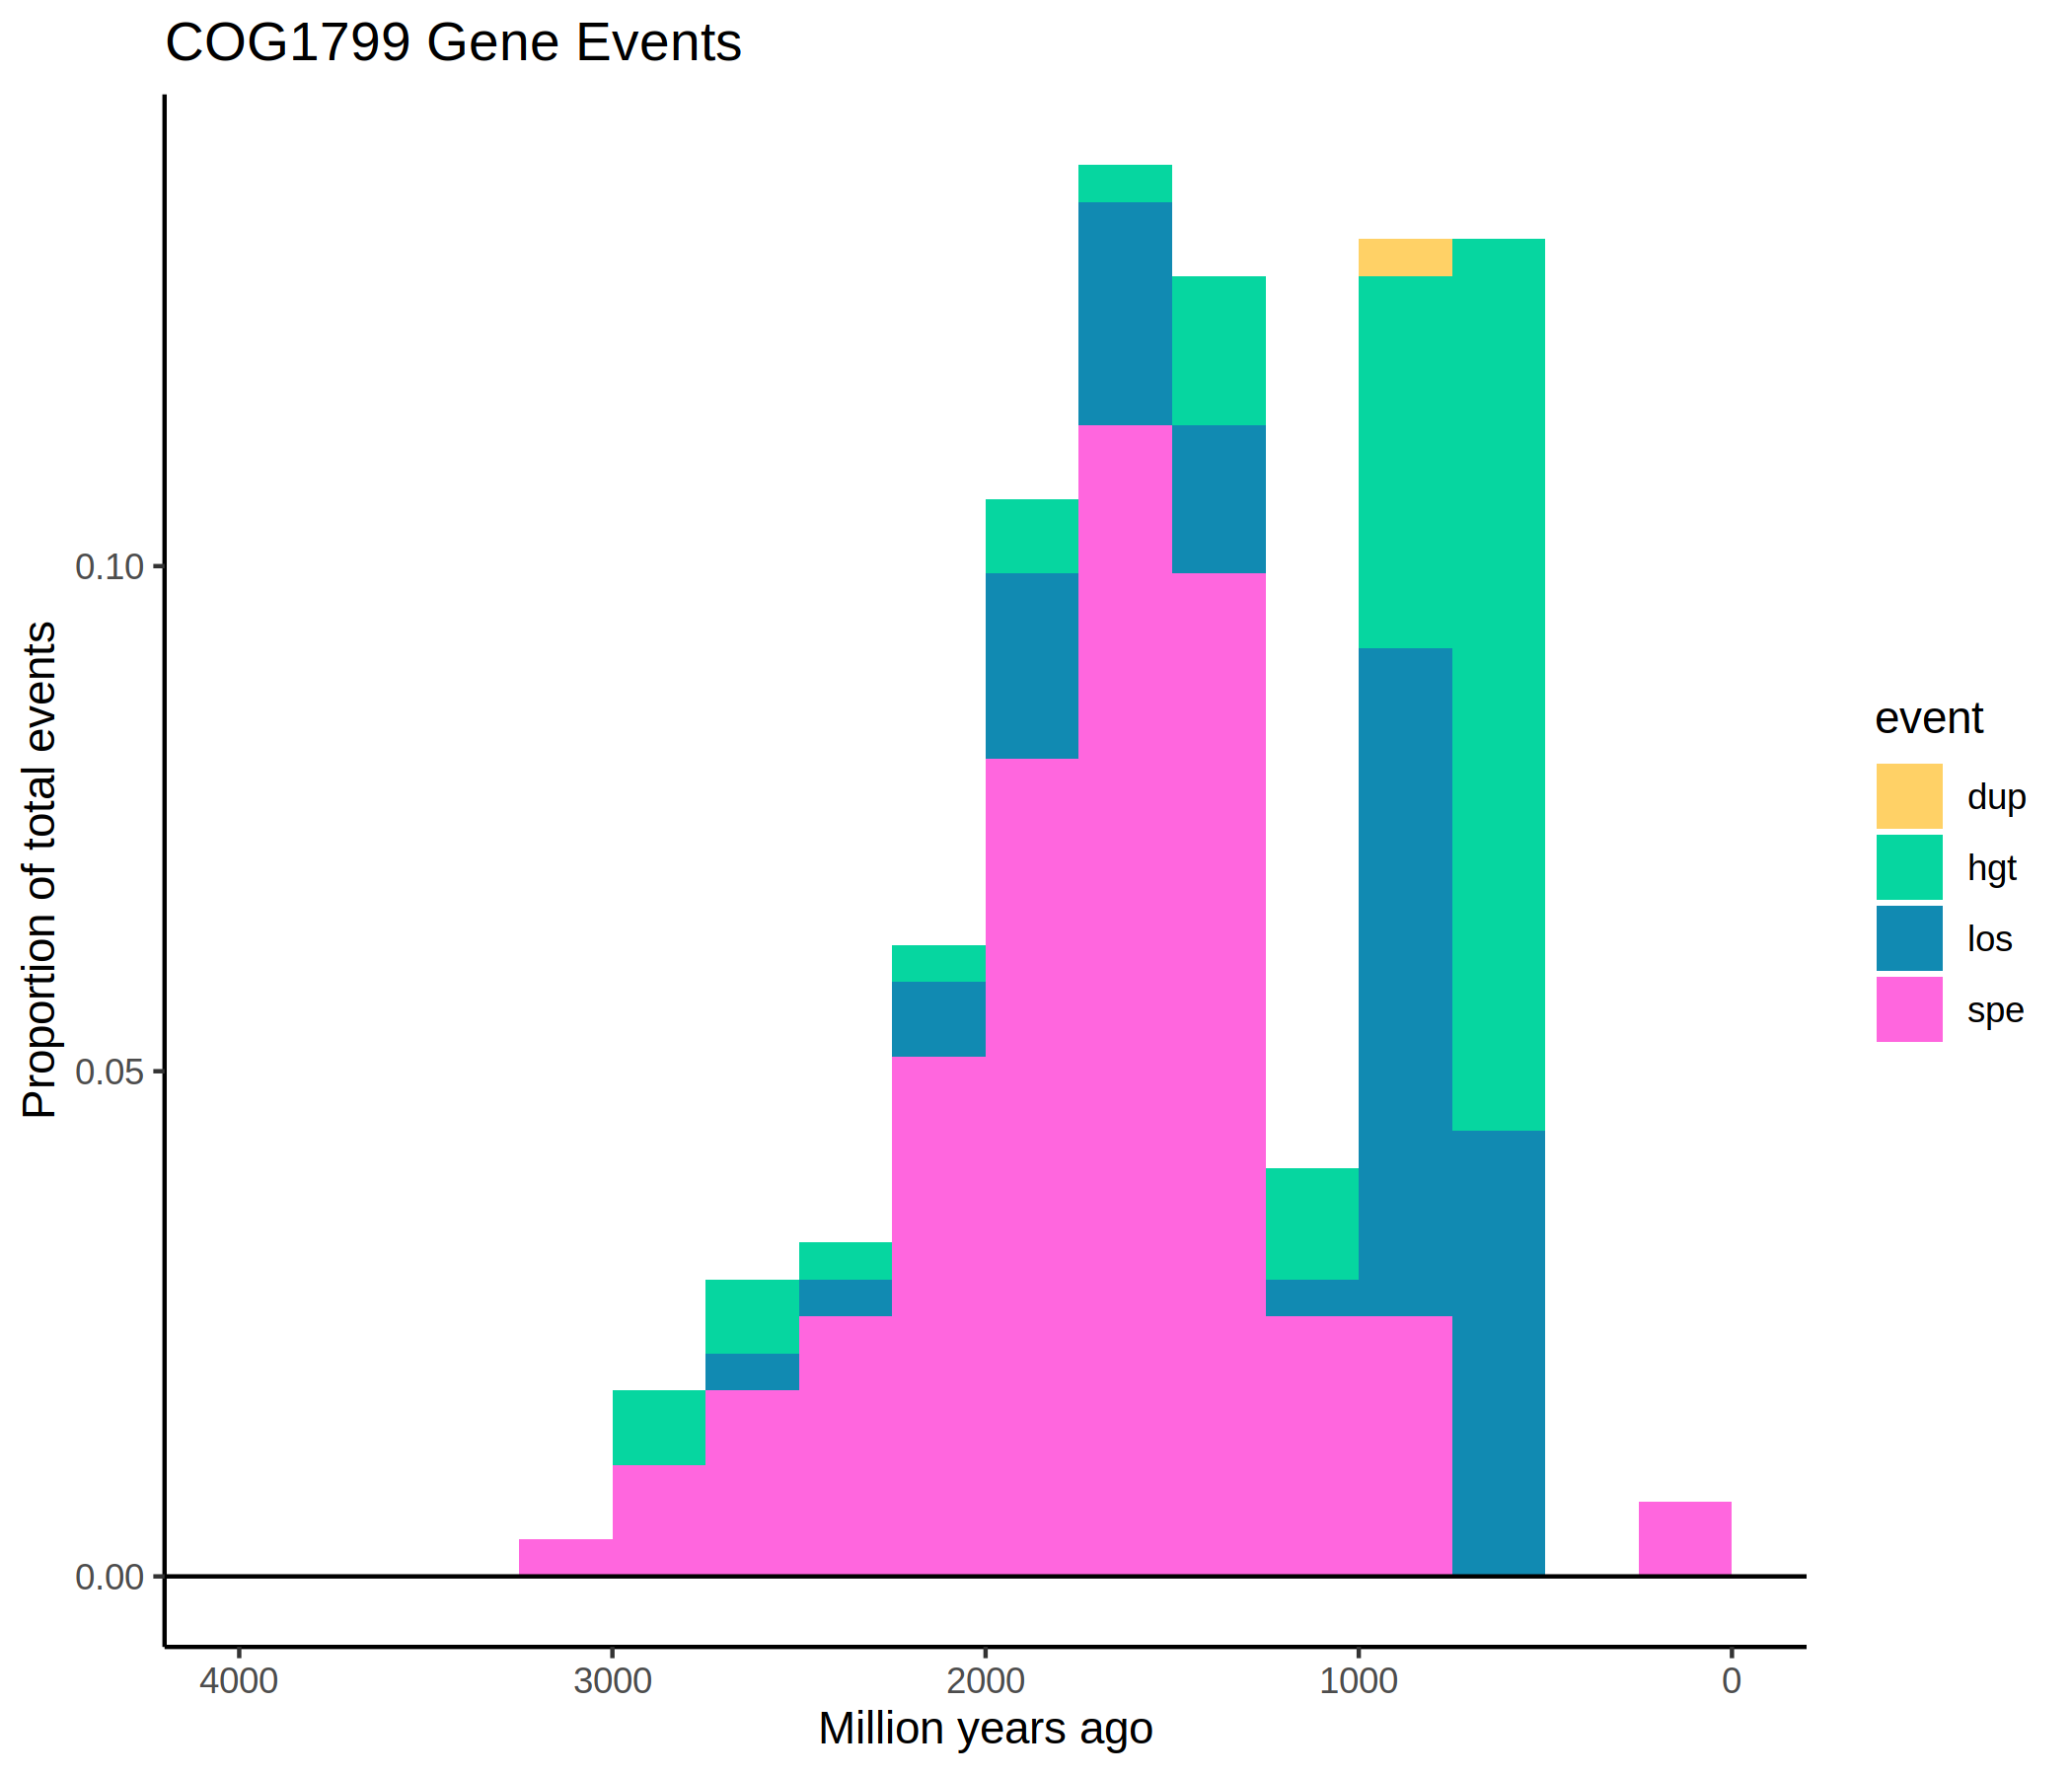 COG1799 Gene Events
Proportion of total events
0.10
0.05
0.00
4000 3000 2000 1000 0
Million years ago
event
dup
hgt
los
spe